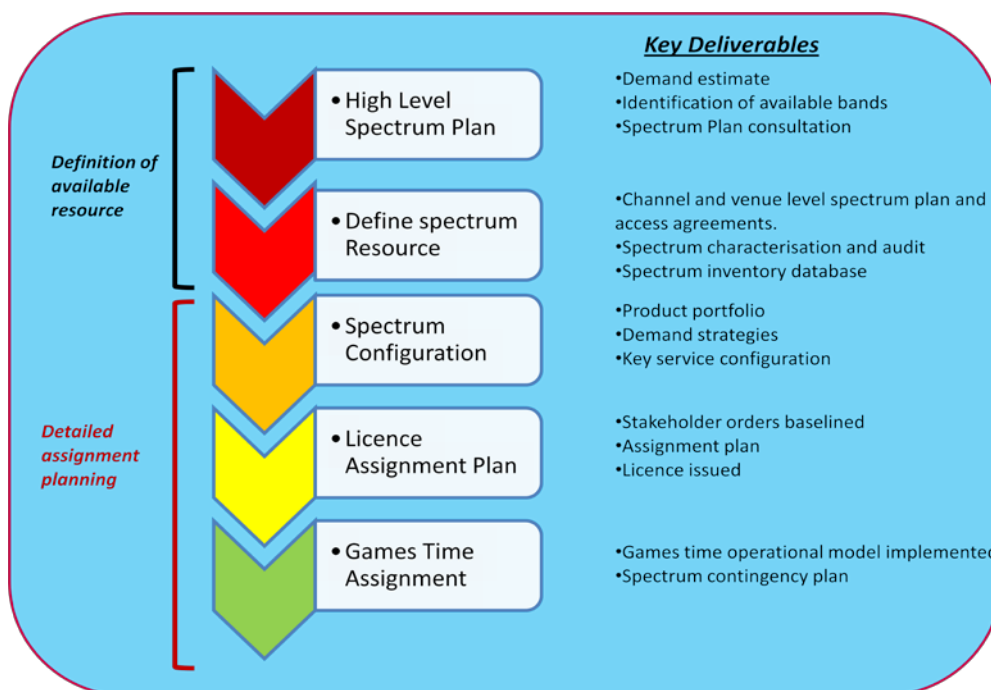 Key Deliverables
Definition of
available
resource
• High Level
Spectrum Plan
•Demand estimate
•Identification of available bands
•Spectrum Plan consultation
• Define spectrum
Resource
•Channel and venue level spectrum plan and
access agreements.
•Spectrum characterisation and audit
•Spectrum inventory database
Detailed
assignment
planning
• Spectrum
Configuration
•Product portfolio
•Demand strategies
•Key service configuration
• Licence
Assignment Plan
•Stakeholder orders baselined
•Assignment plan
•Licence issued
• Games Time
Assignment
•Games time operational model implemented
•Spectrum contingency plan